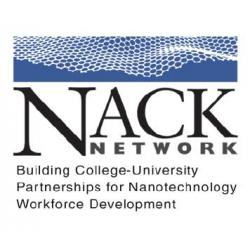 NACK
NETWORK
Building College-University
Partnerships for Nanotechnology
Workforce Development